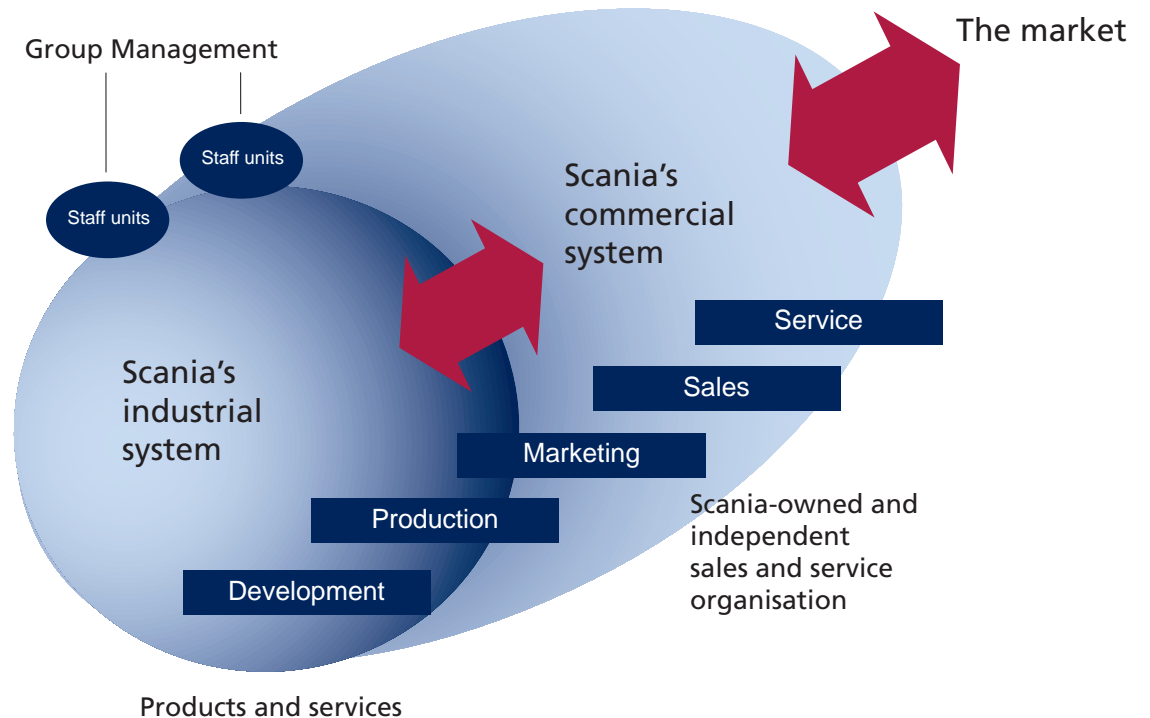 The market
Group Management
Staff units
Staff units
Scania’s
commercial
system
Service
Scania’s
industrial
system
Sales
Marketing
Scania-owned and
independent
sales and service
organisation
Production
Development
Products and services